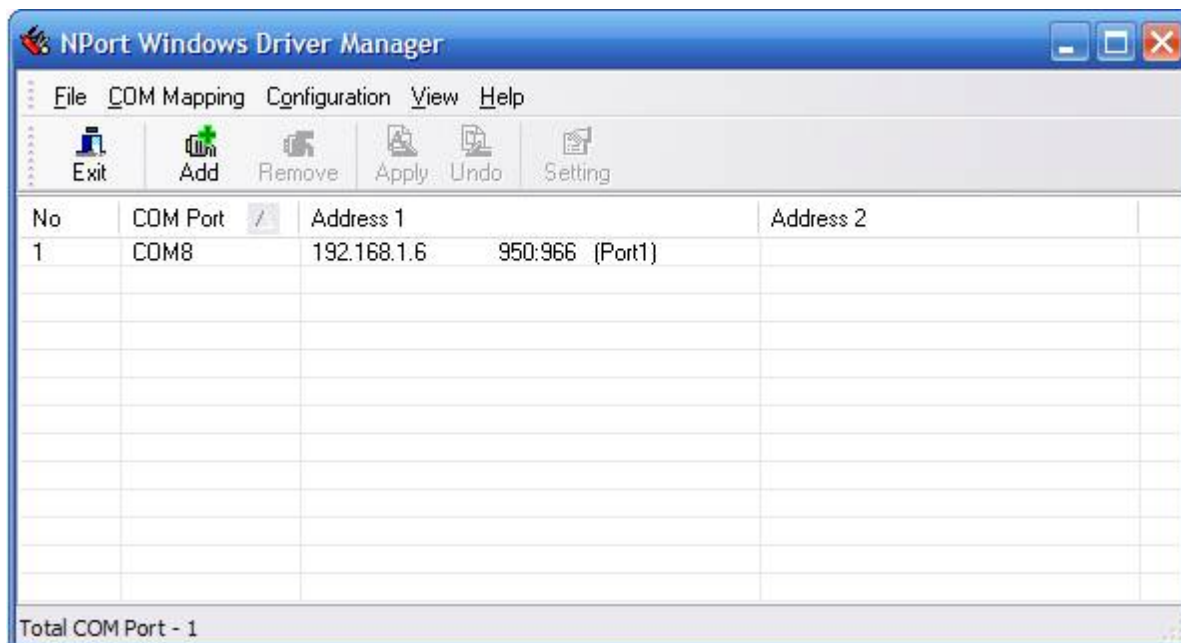 NPort Windows Driver Manager
File COM Mapping Configuration View Help
Exit Add Remove Apply Undo Setting
No COM Port / Address 1 Address 2
1 COM8 192.168.1.6 950:966 (Port1)
Total COM Port - 1